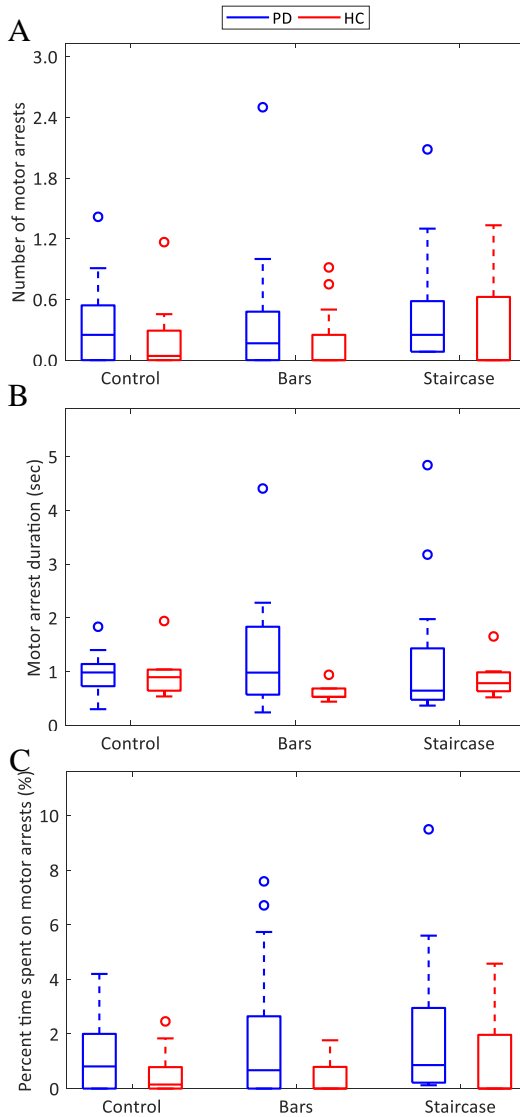 PD HC
A
Number of motor arrests
3.0
2.4
1.8
1.2
0.6
0.0
Control Bars Staircase
B
Motor arrest duration (sec)
5
4
3
2
1
0
Control Bars Staircase
C
Percent time spent on motor arrests (%)
10
8
6
4
2
0
Control Bars Staircase